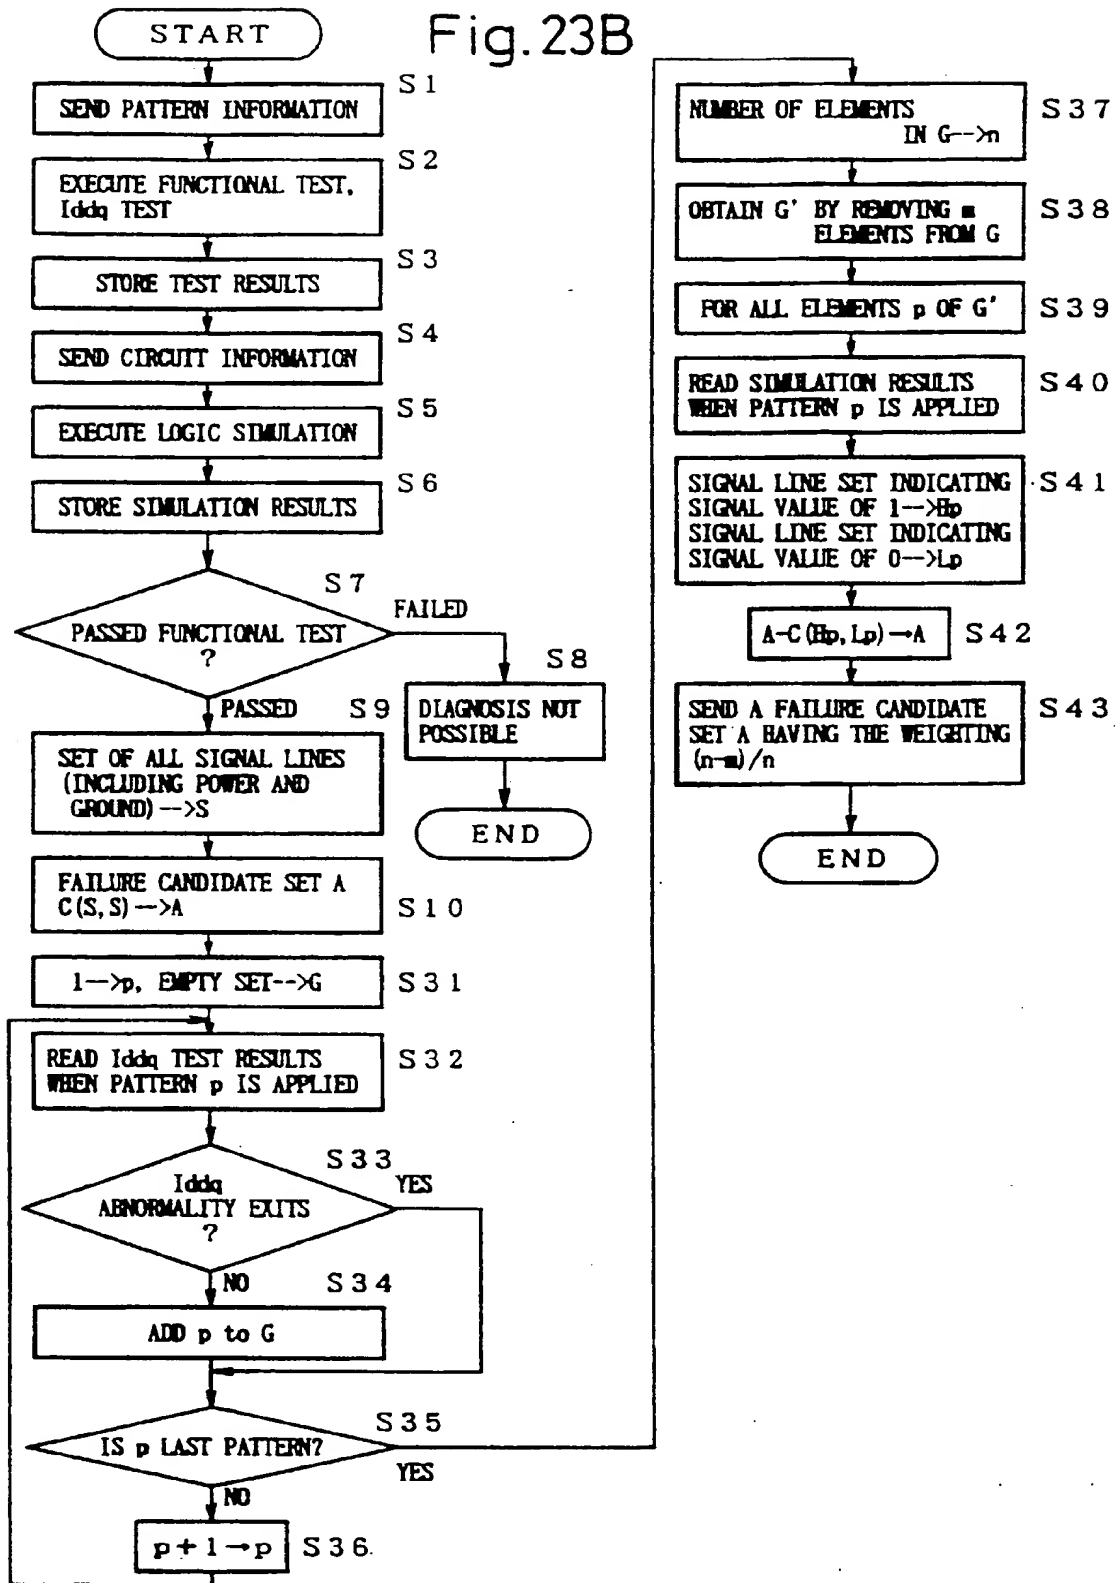 Fig. 23B
START
S1
SEND PATTERN INFORMATION
S2
EXECUTE FUNCTIONAL TEST,
Iddq TEST
S3
STORE TEST RESULTS
S4
SEND CIRCUIT INFORMATION
S5
EXECUTE LOGIC SIMULATION
S6
STORE SIMULATION RESULTS
S7
PASSED FUNCTIONAL TEST
?
FAILED
PASSED
S8
DIAGNOSIS NOT
POSSIBLE
END
S9
SET OF ALL SIGNAL LINES
(INCLUDING POWER AND
GROUND)-->S
FAILURE CANDIDATE SET A
C(S,S)-->A
S10
1-->p, EMPTY SET-->G
S31
READ Iddq TEST RESULTS
WHEN PATTERN p IS APPLIED
S32
S33
Iddq
ABNORMALITY EXITS
?
YES
NO
S34
ADD p to G
S35
IS p LAST PATTERN?
YES
NO
p+1→p
S36
NUMBER OF ELEMENTS
IN G-->n
S37
OBTAIN G' BY REMOVING m
ELEMENTS FROM G
S38
FOR ALL ELEMENTS p OF G'
S39
READ SIMULATION RESULTS
WHEN PATTERN p IS APPLIED
S40
SIGNAL LINE SET INDICATING
SIGNAL VALUE OF 1-->Hp
SIGNAL LINE SET INDICATING
SIGNAL VALUE OF 0-->Lp
S41
A-C(Hp,Lp)→A
S42
SEND A FAILURE CANDIDATE
SET A HAVING THE WEIGHTING
(n-m)/n
S43
END